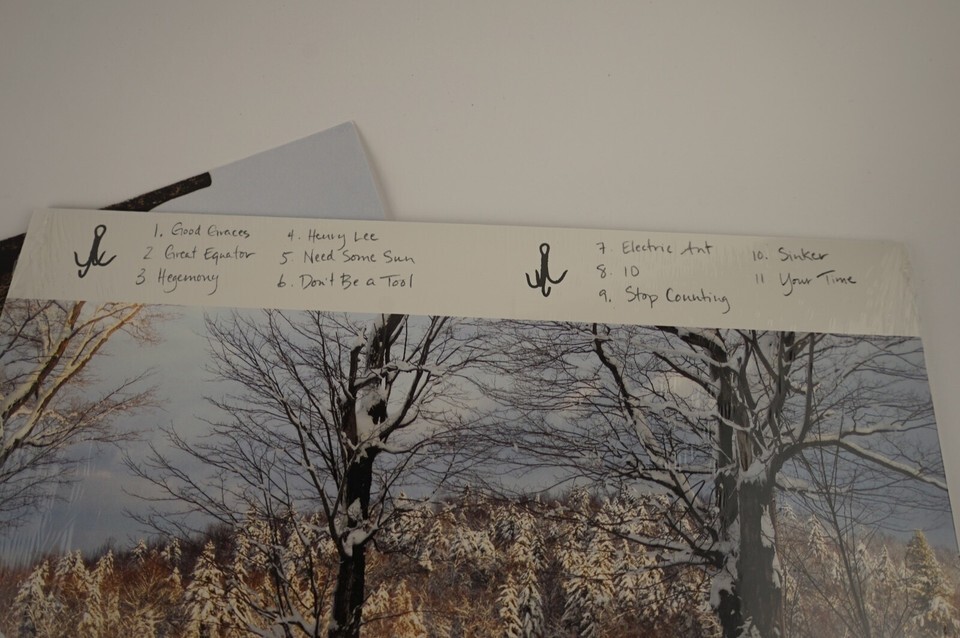 1. Good Graces
2 Great Equator
3 Hegemony
4. Henry Lee
5 Need Some Sun
6. Don't Be a Tool
7. Electric Ant
8. 10
9. Stop Counting
10. Sinker
11 Your Time